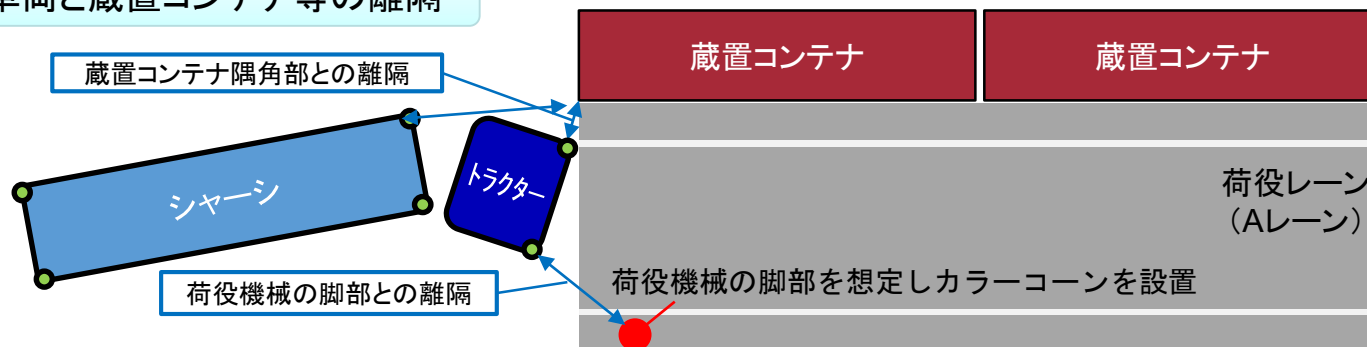 車両と蔵置コンテナ等の離隔
蔵置コンテナ 蔵置コンテナ
蔵置コンテナ隅角部との離隔
トラクター
シャーシ
荷役レーン
（Aレーン）
荷役機械の脚部を想定しカラーコーンを設置
荷役機械の脚部との離隔